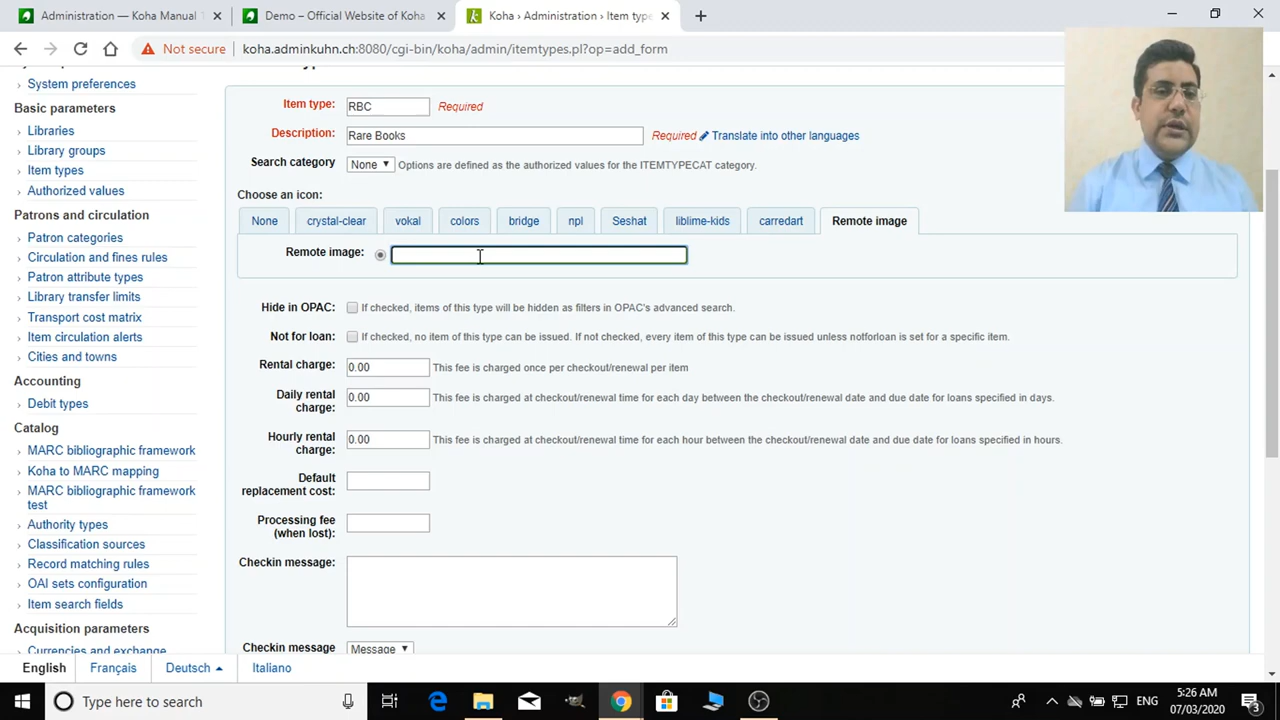 Administration — Koha Manual 1
Demo – Official Website of Koha
Koha › Administration › Item type
Not secure
koha.adminkuhn.ch:8080/cgi-bin/koha/admin/itemtypes.pl?op=add_form
System preferences
Basic parameters
Libraries
Library groups
Item types
Authorized values
Patrons and circulation
Patron categories
Circulation and fines rules
Patron attribute types
Library transfer limits
Transport cost matrix
Item circulation alerts
Cities and towns
Accounting
Debit types
Catalog
MARC bibliographic framework
Koha to MARC mapping
MARC bibliographic framework
test
Authority types
Classification sources
Record matching rules
OAI sets configuration
Item search fields
Acquisition parameters
Currencies and exchange
Item type: RBC Required
Description: Rare Books Required Translate into other languages
Search category None Options are defined as the authorized values for the ITEMTYPECAT category.
Choose an icon:
None crystal-clear vokal colors bridge npl Seshat liblime-kids carredart Remote image
Remote image:
Hide in OPAC: If checked, items of this type will be hidden as filters in OPAC's advanced search.
Not for loan: If checked, no item of this type can be issued. If not checked, every item of this type can be issued unless notforloan is set for a specific item.
Rental charge: 0.00 This fee is charged once per checkout/renewal per item
Daily rental
charge: 0.00 This fee is charged at checkout/renewal time for each day between the checkout/renewal date and due date for loans specified in days.
Hourly rental
charge: 0.00 This fee is charged at checkout/renewal time for each hour between the checkout/renewal date and due date for loans specified in hours.
Default
replacement cost:
Processing fee
(when lost):
Checkin message:
Checkin message Message
English Français Deutsch Italiano
Type here to search
ENG
5:26 AM
07/03/2020
3